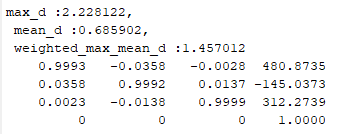 max_d :2.228122,
mean_d :0.685902,
weighted_max_mean_d :1.457012
0.9993 -0.0358 -0.0028 480.8735
0.0358 0.9992 0.0137 -145.0373
0.0023 -0.0138 0.9999 312.2739
0 0 0 1.0000